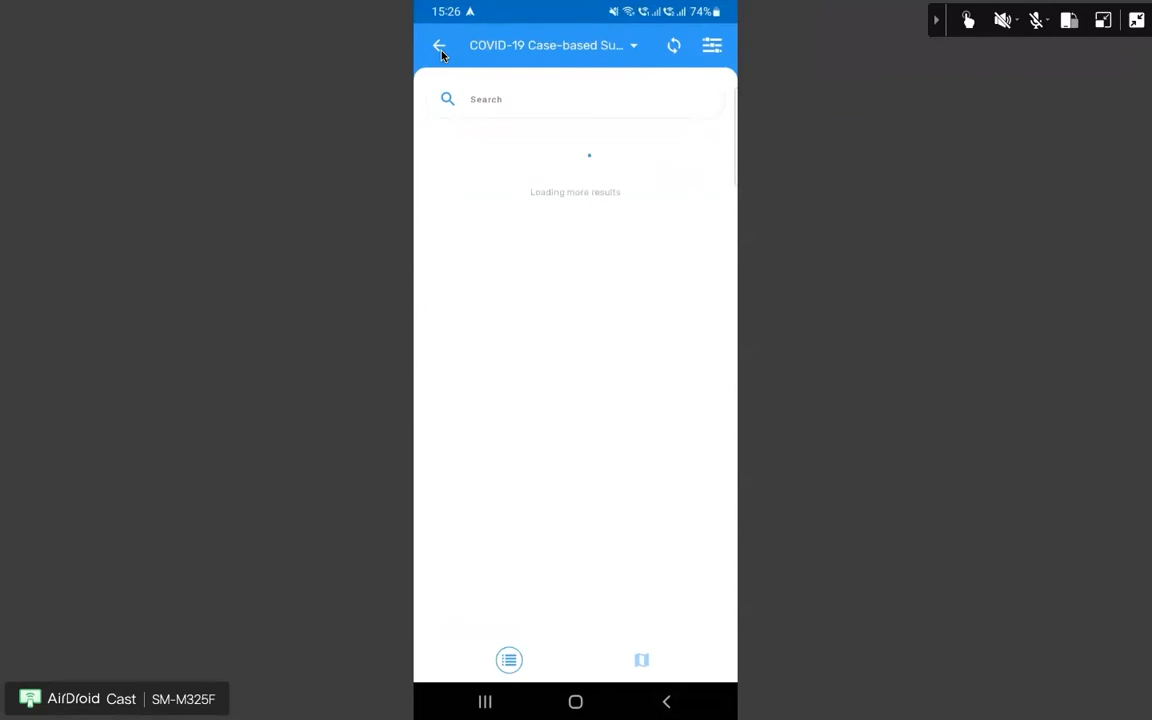 15:26
74%
COVID-19 Case-based Su...
Search
Loading more results
AirDroid Cast | SM-M325F